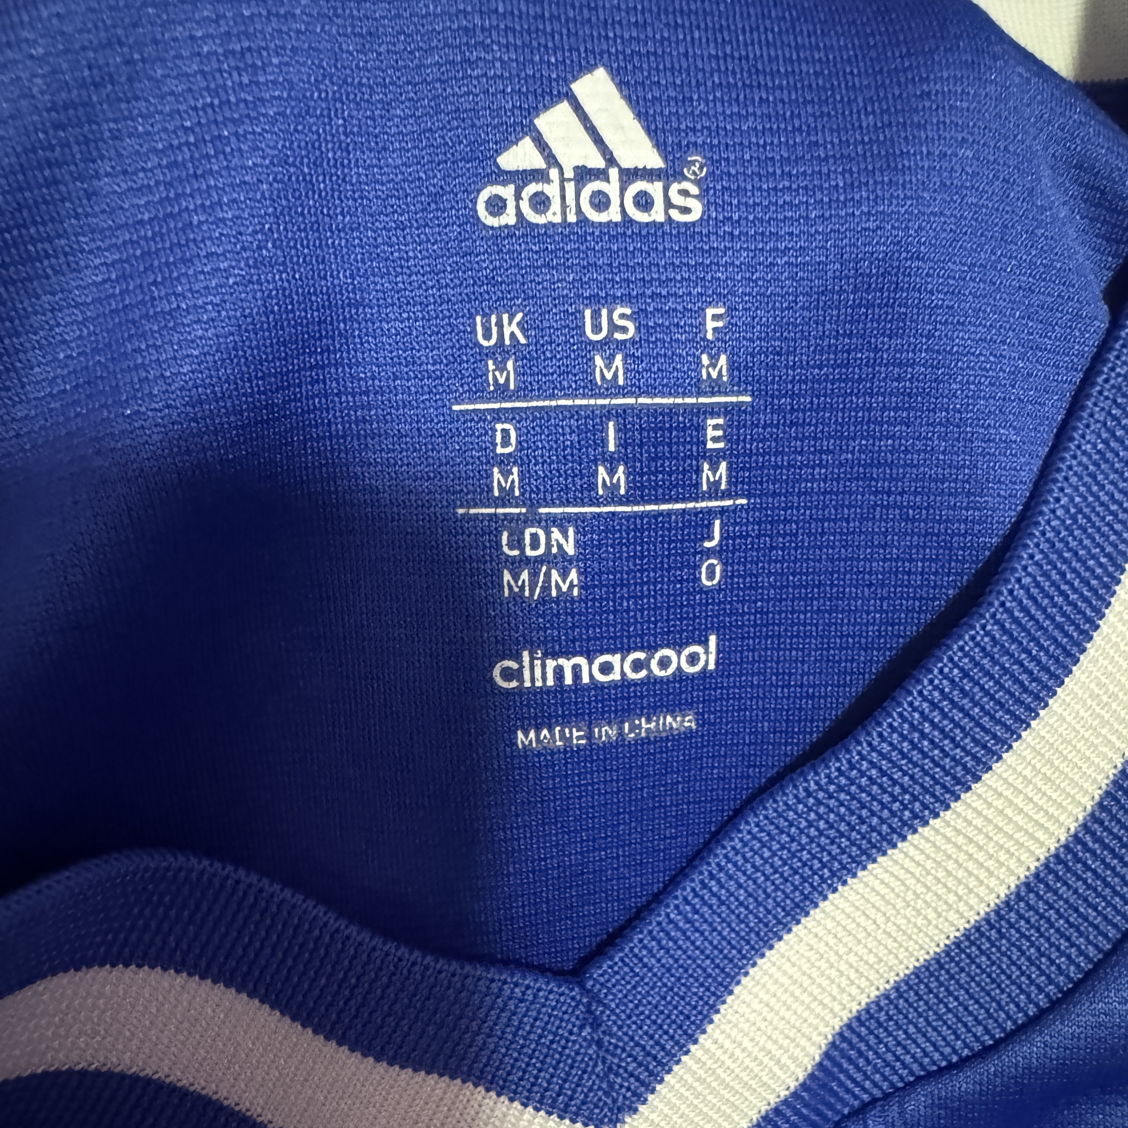 adidas®
UK US F
M M M
D I E
M M M
CDN J
M/M O
climacool
MADE IN CHINA